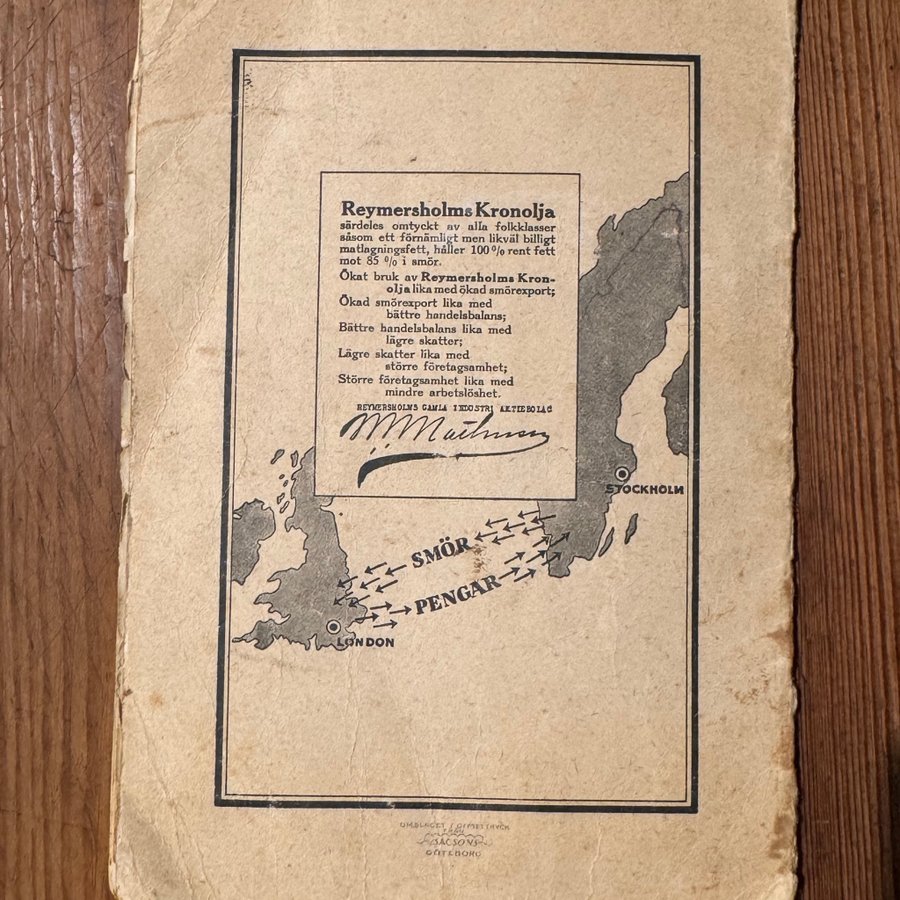 Reymersholms Kronolja
särdeles omtyckt av alla folkklasser
såsom ett förnämligt men likväl billigt
matlagningsfett, håller 100 % rent fett
mot 85 % i smör.
Ökat bruk av Reymersholms Kron-
olja lika med ökad smörexport;
Ökad smörexport lika med
bättre handelsbalans;
Bättre handelsbalans lika med
lägre skatter;
Lägre skatter lika med
större företagsamhet;
Större företagsamhet lika med
mindre arbetslöshet.
REYMERSHOLMS GAMLA INDUSTRI AKTIEBOLAG
STOCKHOLM
SMÖR
PENGAR
LONDON
OMSLAGET I OFFSETTRYCK
FRÅN
GÖTEBORG